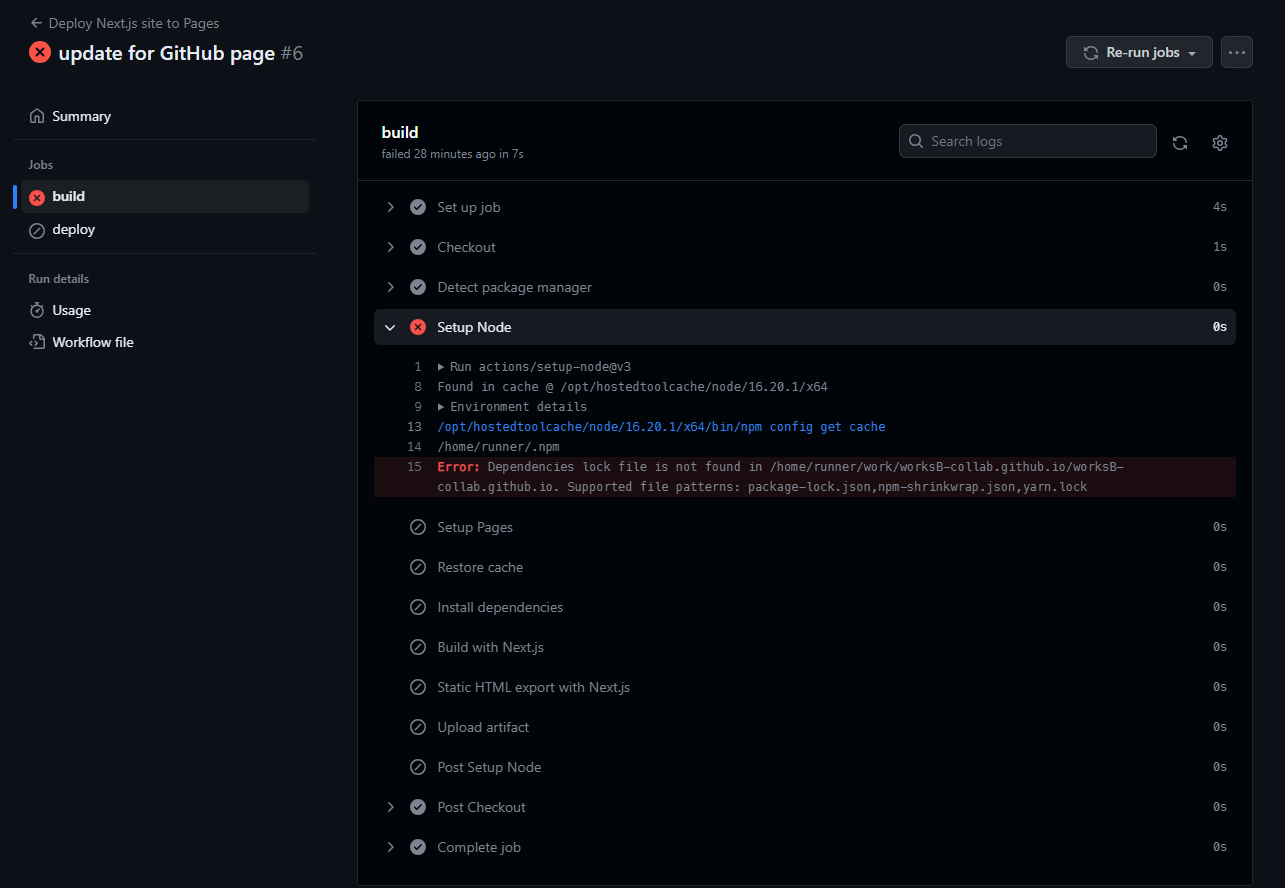 Deploy Next.js site to Pages
update for GitHub page #6
Re-run jobs
Summary
Jobs
build
deploy
Run details
Usage
Workflow file
build
failed 28 minutes ago in 7s
Search logs
Set up job 4s
Checkout 1s
Detect package manager 0s
Setup Node 0s
1 Run actions/setup-node@v3
8 Found in cache @ /opt/hostedtoolcache/node/16.20.1/x64
9 Environment details
13 /opt/hostedtoolcache/node/16.20.1/x64/bin/npm config get cache
14 /home/runner/.npm
15 Error: Dependencies lock file is not found in /home/runner/work/worksB-collab.github.io/worksB-
collab.github.io. Supported file patterns: package-lock.json,npm-shrinkwrap.json,yarn.lock
Setup Pages 0s
Restore cache 0s
Install dependencies 0s
Build with Next.js 0s
Static HTML export with Next.js 0s
Upload artifact 0s
Post Setup Node 0s
Post Checkout 0s
Complete job 0s